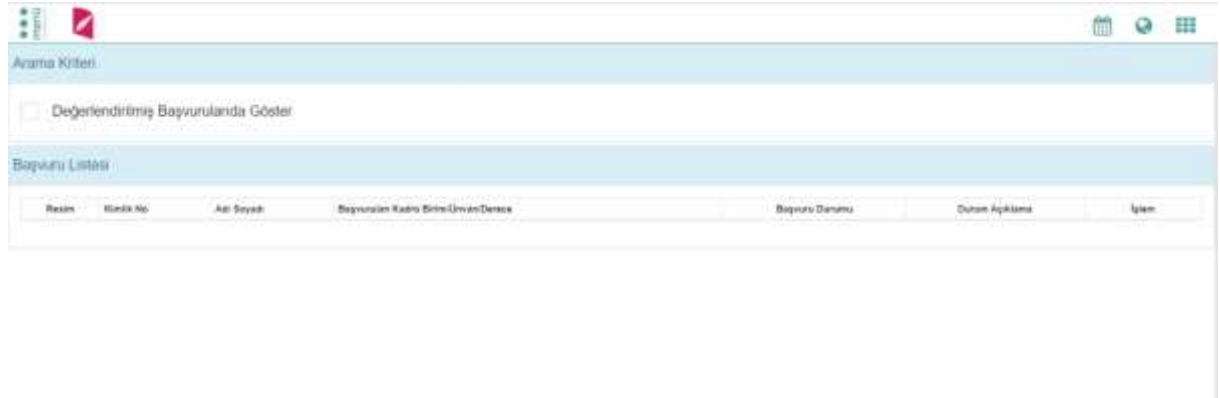 menü
Arama Kriteri
Değerlendirilmiş Başvurularıda Göster
Başvuru Listesi
Resim Kimlik No Adı Soyadı Başvurulan Kadro Birim/Ünvan/Derece Başvuru Durumu Durum Açıklama İşlem